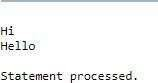 Hi
Hello
Statement processed.